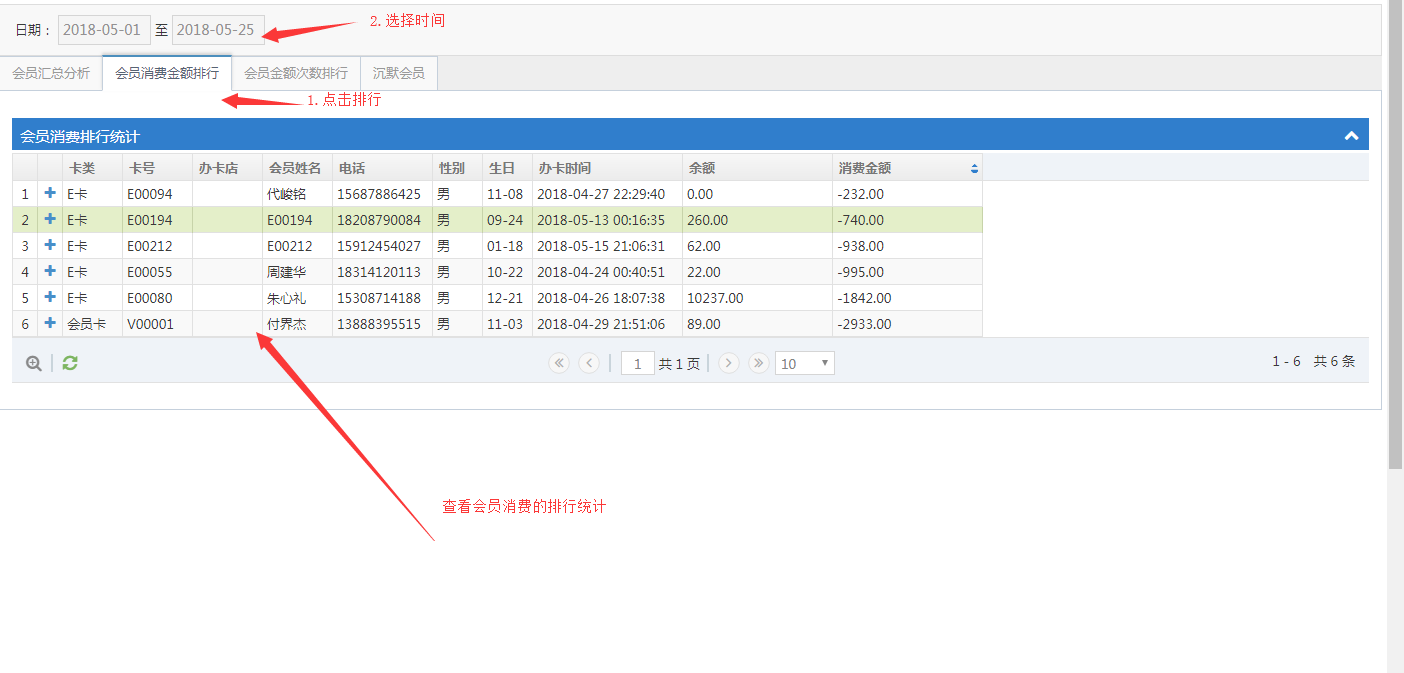 日期： 2018-05-01 至 2018-05-25
2. 选择时间
会员汇总分析 会员消费金额排行 会员金额次数排行 沉默会员
1. 点击排行
会员消费排行统计
卡类 卡号 办卡店 会员姓名 电话 性别 生日 办卡时间 余额 消费金额
1 E卡 E00094 代峻铭 15687886425 男 11-08 2018-04-27 22:29:40 0.00 -232.00
2 E卡 E00194 E00194 18208790084 男 09-24 2018-05-13 00:16:35 260.00 -740.00
3 E卡 E00212 E00212 15912454027 男 01-18 2018-05-15 21:06:31 62.00 -938.00
4 E卡 E00055 周建华 18314120113 男 10-22 2018-04-24 00:40:51 22.00 -995.00
5 E卡 E00080 朱心礼 15308714188 男 12-21 2018-04-26 18:07:38 10237.00 -1842.00
6 会员卡 V00001 付界杰 13888395515 男 11-03 2018-04-29 21:51:06 89.00 -2933.00
1 共 1 页 10 1 - 6 共 6 条
查看会员消费的排行统计